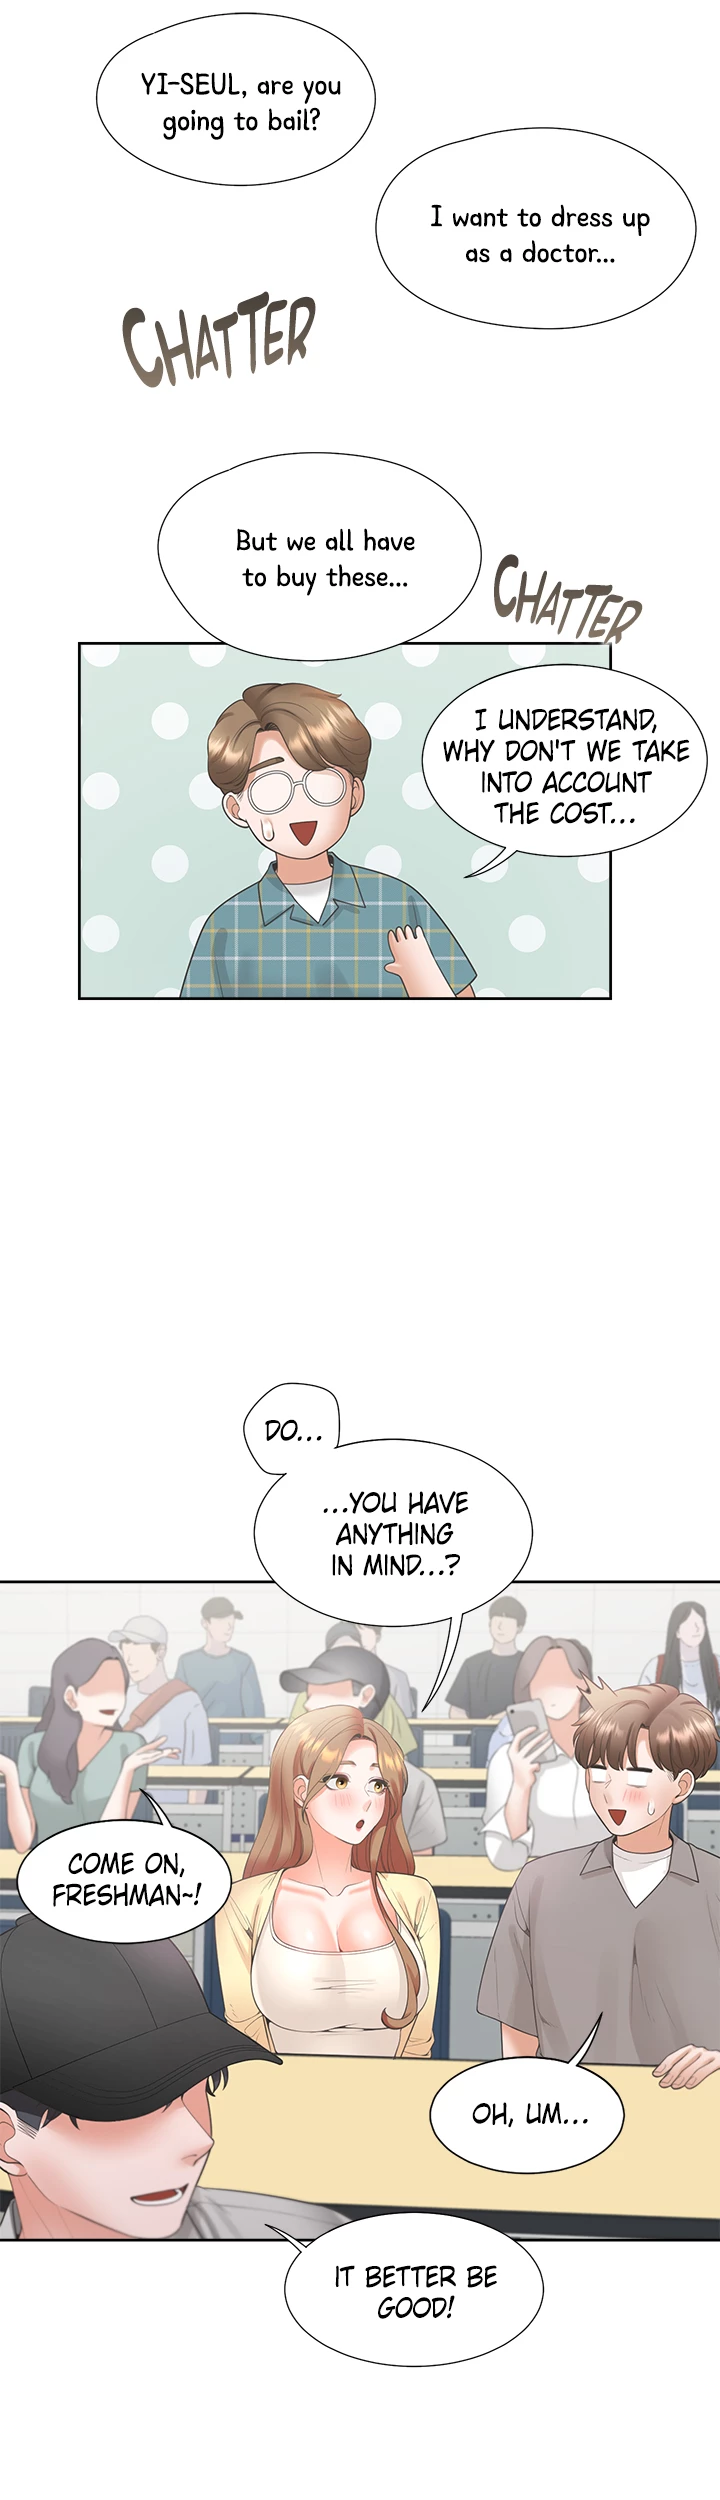 YI-SEUL, are you
going to bail?
I want to dress up
as a doctor...
CHATTER
But we all have
to buy these...
CHATTER
I UNDERSTAND,
WHY DON'T WE TAKE
INTO ACCOUNT
THE COST...
DO...
...YOU HAVE
ANYTHING
IN MIND...?
COME ON,
FRESHMAN~!
OH, UM...
IT BETTER BE
GOOD!